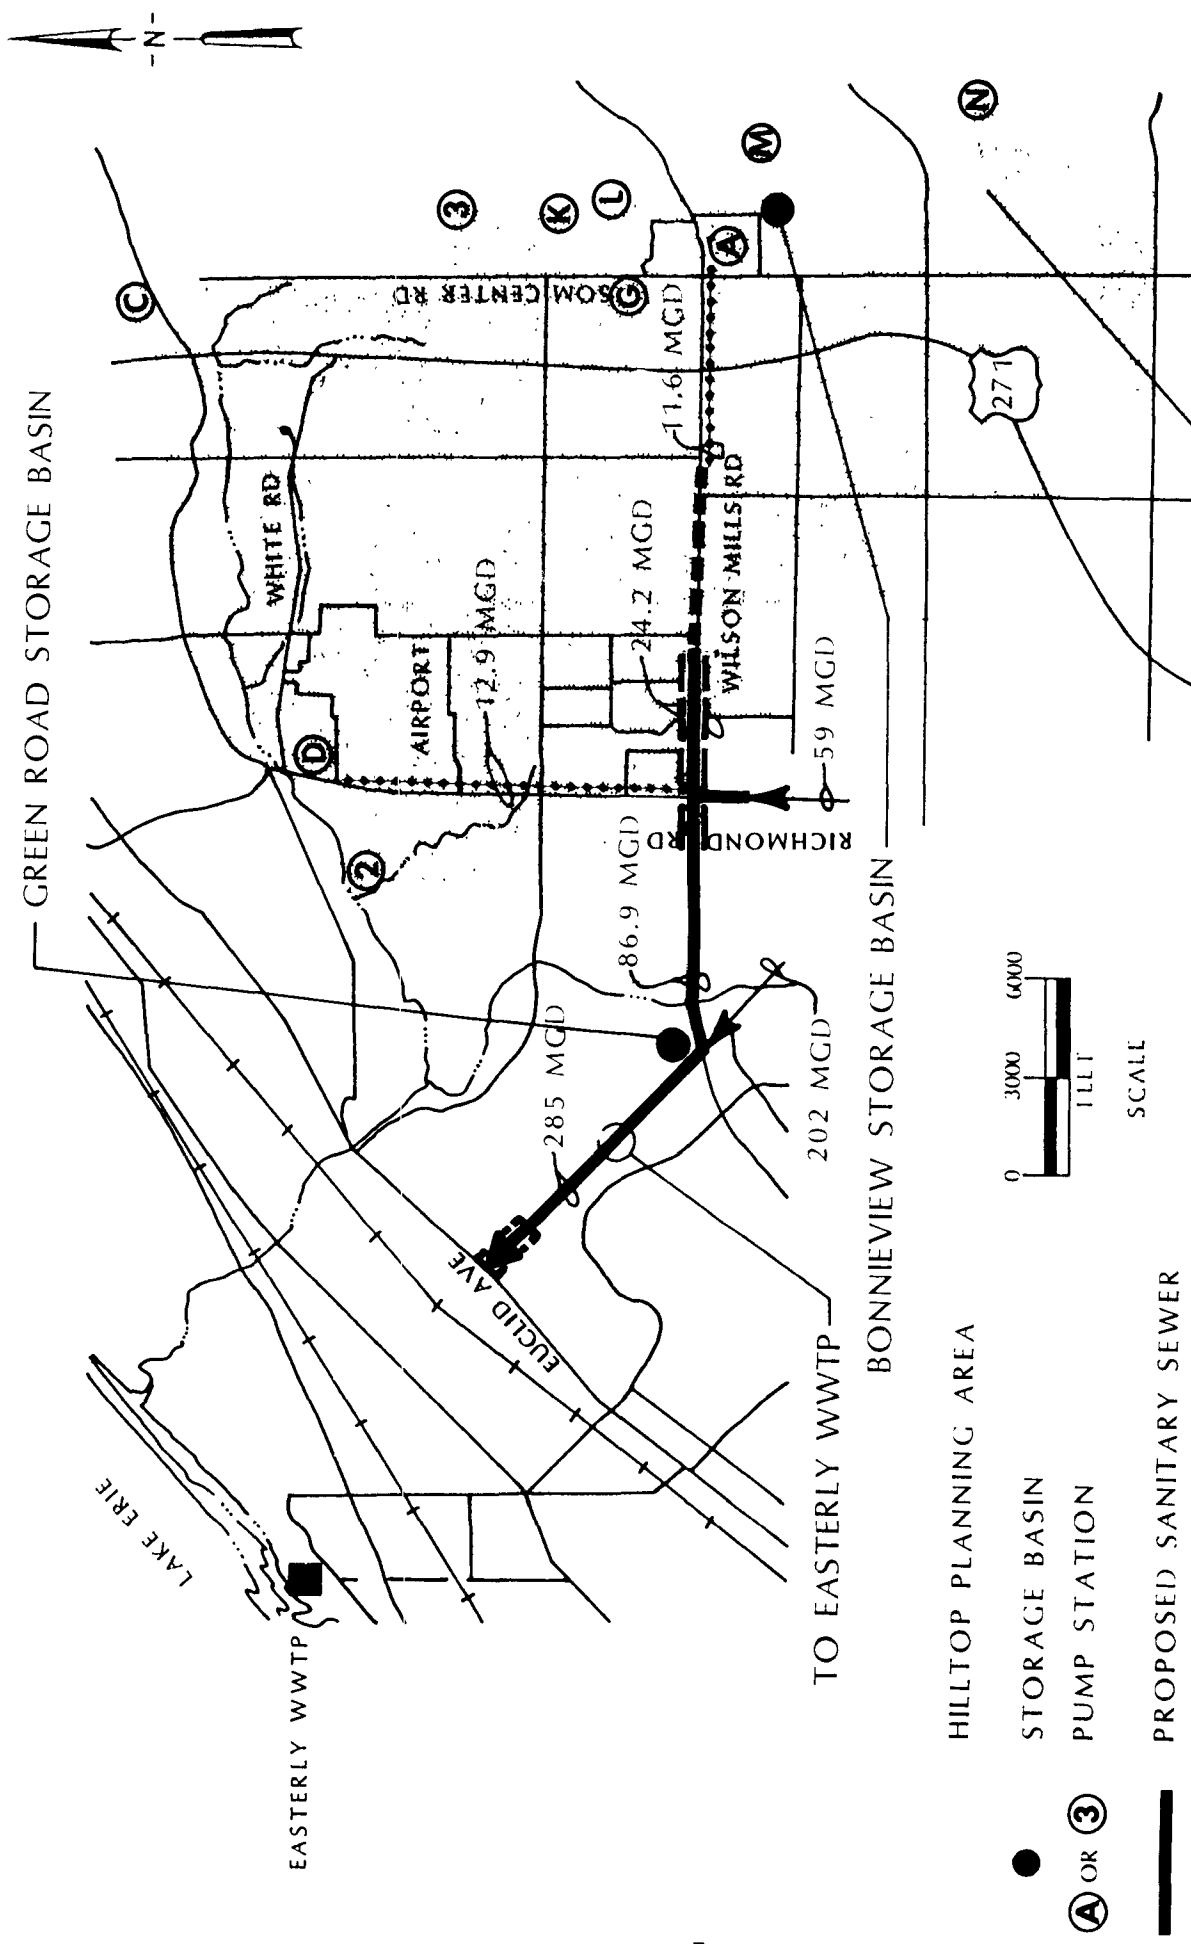 -N-
GREEN ROAD STORAGE BASIN
C
3
K
L
M
N
SOM CENTER RD
G
A
11.6 MGD
271
WHITE RD
WILSON MILLS RD
24.2 MGD
12.9 MGD
AIRPORT
D
59 MGD
RICHMOND RD
2
86.9 MGD
285 MGD
202 MGD
BONNIEVIEW STORAGE BASIN
EUCLID AVE
TO EASTERLY WWTP
LAKE ERIE
EASTERLY WWTP
0 3000 6000
SCALE
HILLTOP PLANNING AREA
STORAGE BASIN
A OR 3 PUMP STATION
PROPOSED SANITARY SEWER